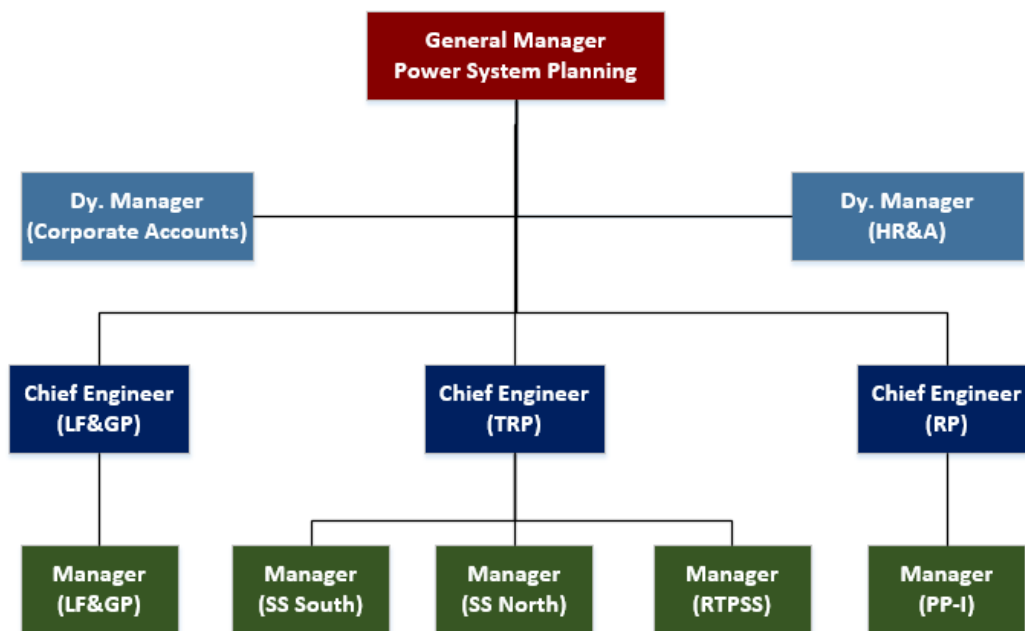 General Manager
Power System Planning
Dy. Manager
(Corporate Accounts)
Dy. Manager
(HR&A)
Chief Engineer
(LF&GP)
Chief Engineer
(TRP)
Chief Engineer
(RP)
Manager
(LF&GP)
Manager
(SS South)
Manager
(SS North)
Manager
(RTPSS)
Manager
(PP-I)